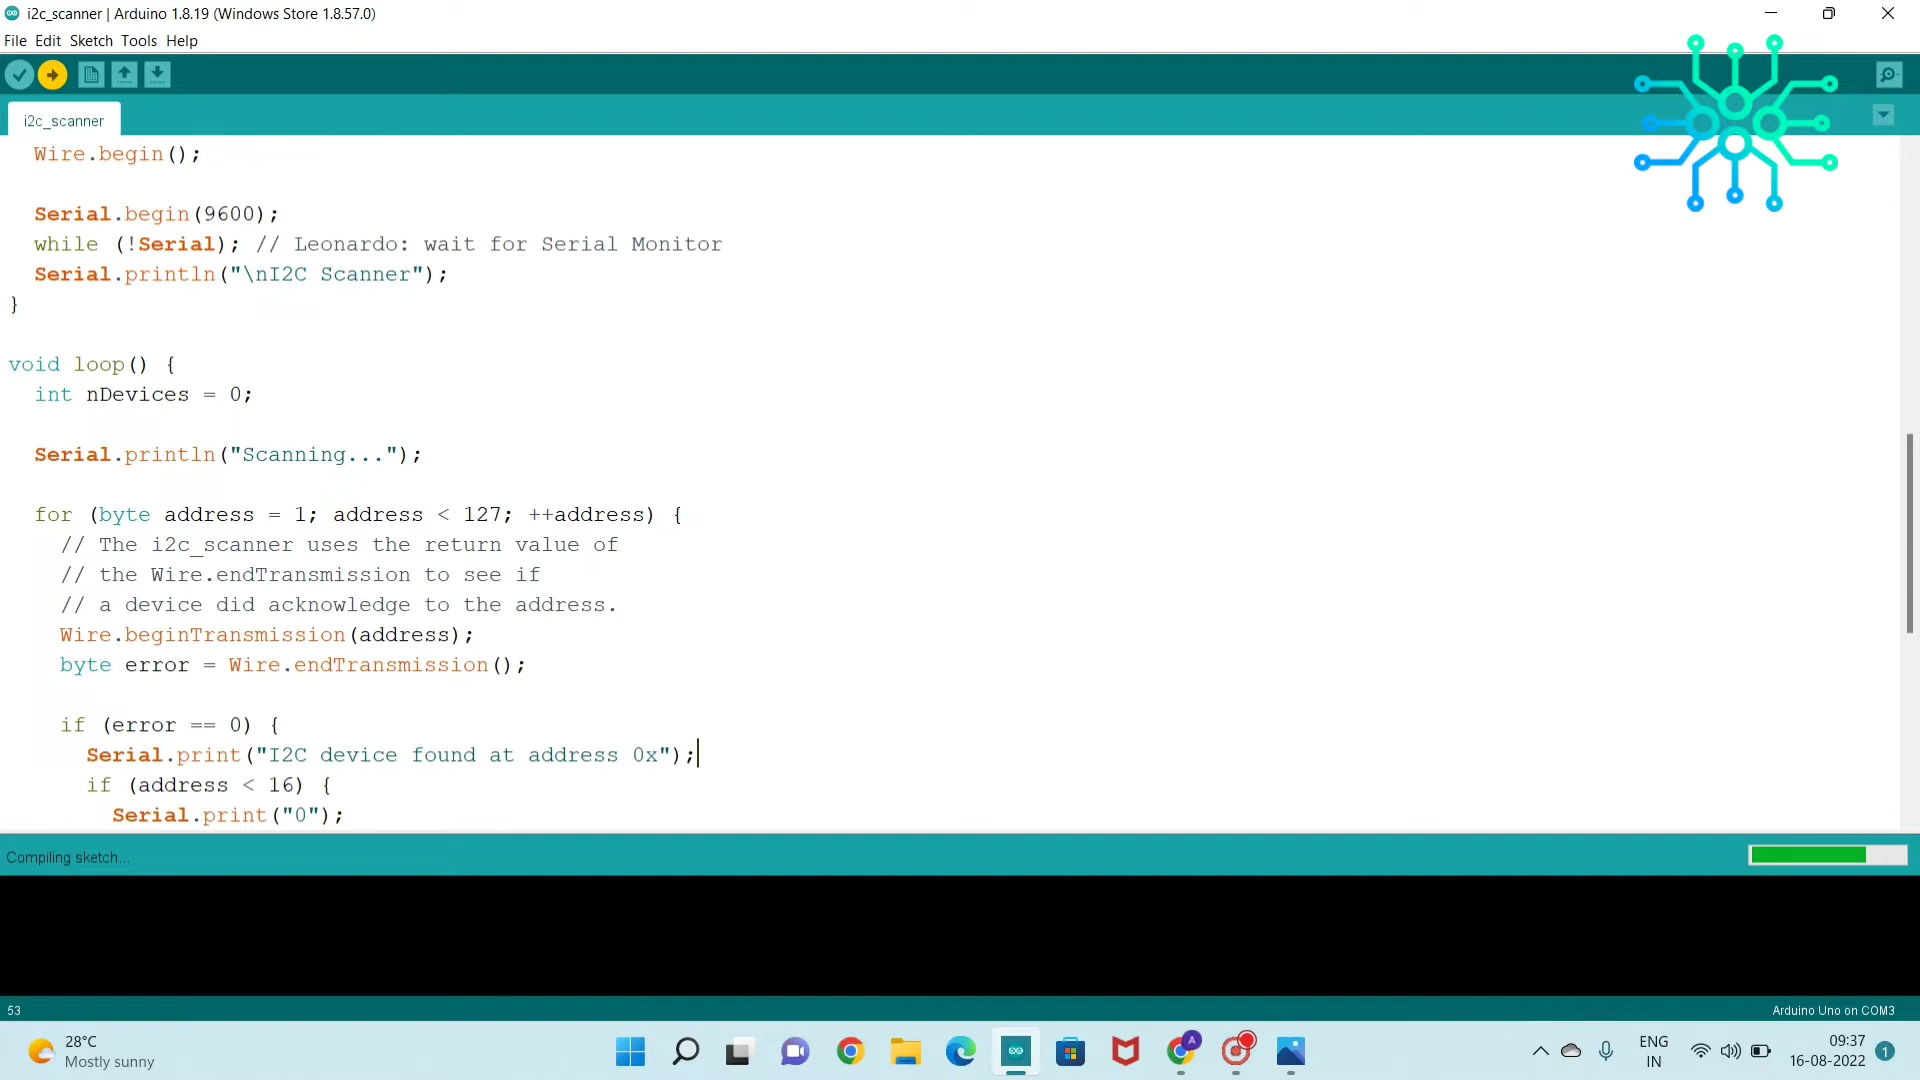 i2c_scanner | Arduino 1.8.19 (Windows Store 1.8.57.0)
File Edit Sketch Tools Help
i2c_scanner
Wire.begin();
Serial.begin(9600);
while (!Serial); // Leonardo: wait for Serial Monitor
Serial.println("\nI2C Scanner");
}
void loop() {
int nDevices = 0;
Serial.println("Scanning...");
for (byte address = 1; address < 127; ++address) {
// The i2c_scanner uses the return value of
// the Wire.endTransmission to see if
// a device did acknowledge to the address.
Wire.beginTransmission(address);
byte error = Wire.endTransmission();
if (error == 0) {
Serial.print("I2C device found at address 0x");
if (address < 16) {
Serial.print("0");
Compiling sketch...
53
Arduino Uno on COM3
28°C
Mostly sunny
A
ENG
IN
09:37
16-08-2022
1